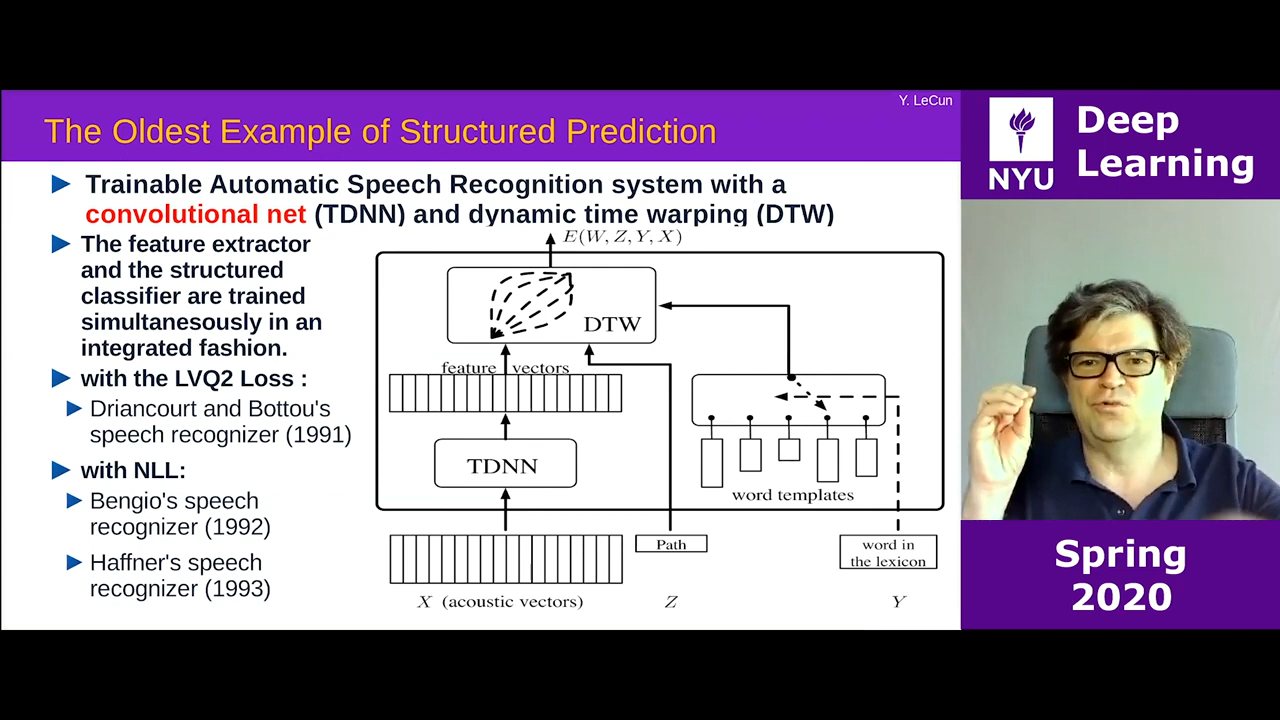 Y. LeCun
The Oldest Example of Structured Prediction
Trainable Automatic Speech Recognition system with a
convolutional net (TDNN) and dynamic time warping (DTW)
The feature extractor
and the structured
classifier are trained
simultanesously in an
integrated fashion.
with the LVQ2 Loss :
Driancourt and Bottou's
speech recognizer (1991)
with NLL:
Bengio's speech
recognizer (1992)
Haffner's speech
recognizer (1993)
E(W, Z, Y, X)
DTW
feature vectors
TDNN
word templates
Path
word in
the lexicon
X (acoustic vectors)
Z
Y
NYU
Deep
Learning
Spring
2020